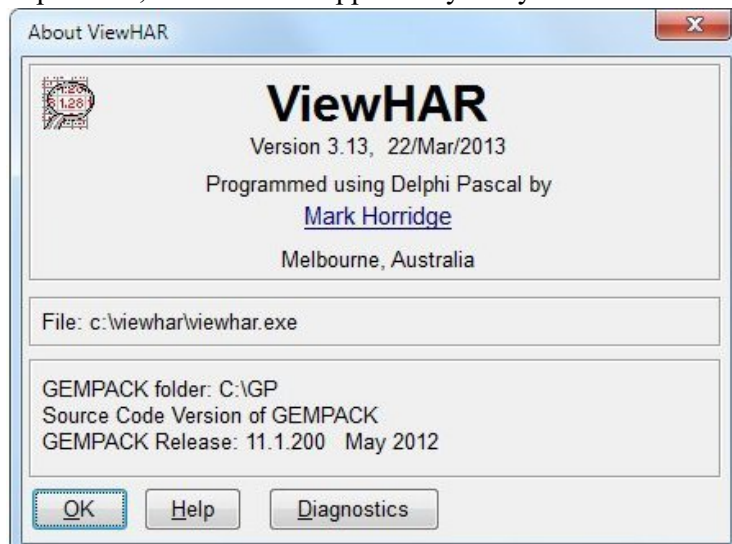 About ViewHAR
1.28
ViewHAR
Version 3.13, 22/Mar/2013
Programmed using Delphi Pascal by
Mark Horridge
Melbourne, Australia
File: c:\viewhar\viewhar.exe
GEMPACK folder: C:\GP
Source Code Version of GEMPACK
GEMPACK Release: 11.1.200 May 2012
OK Help Diagnostics